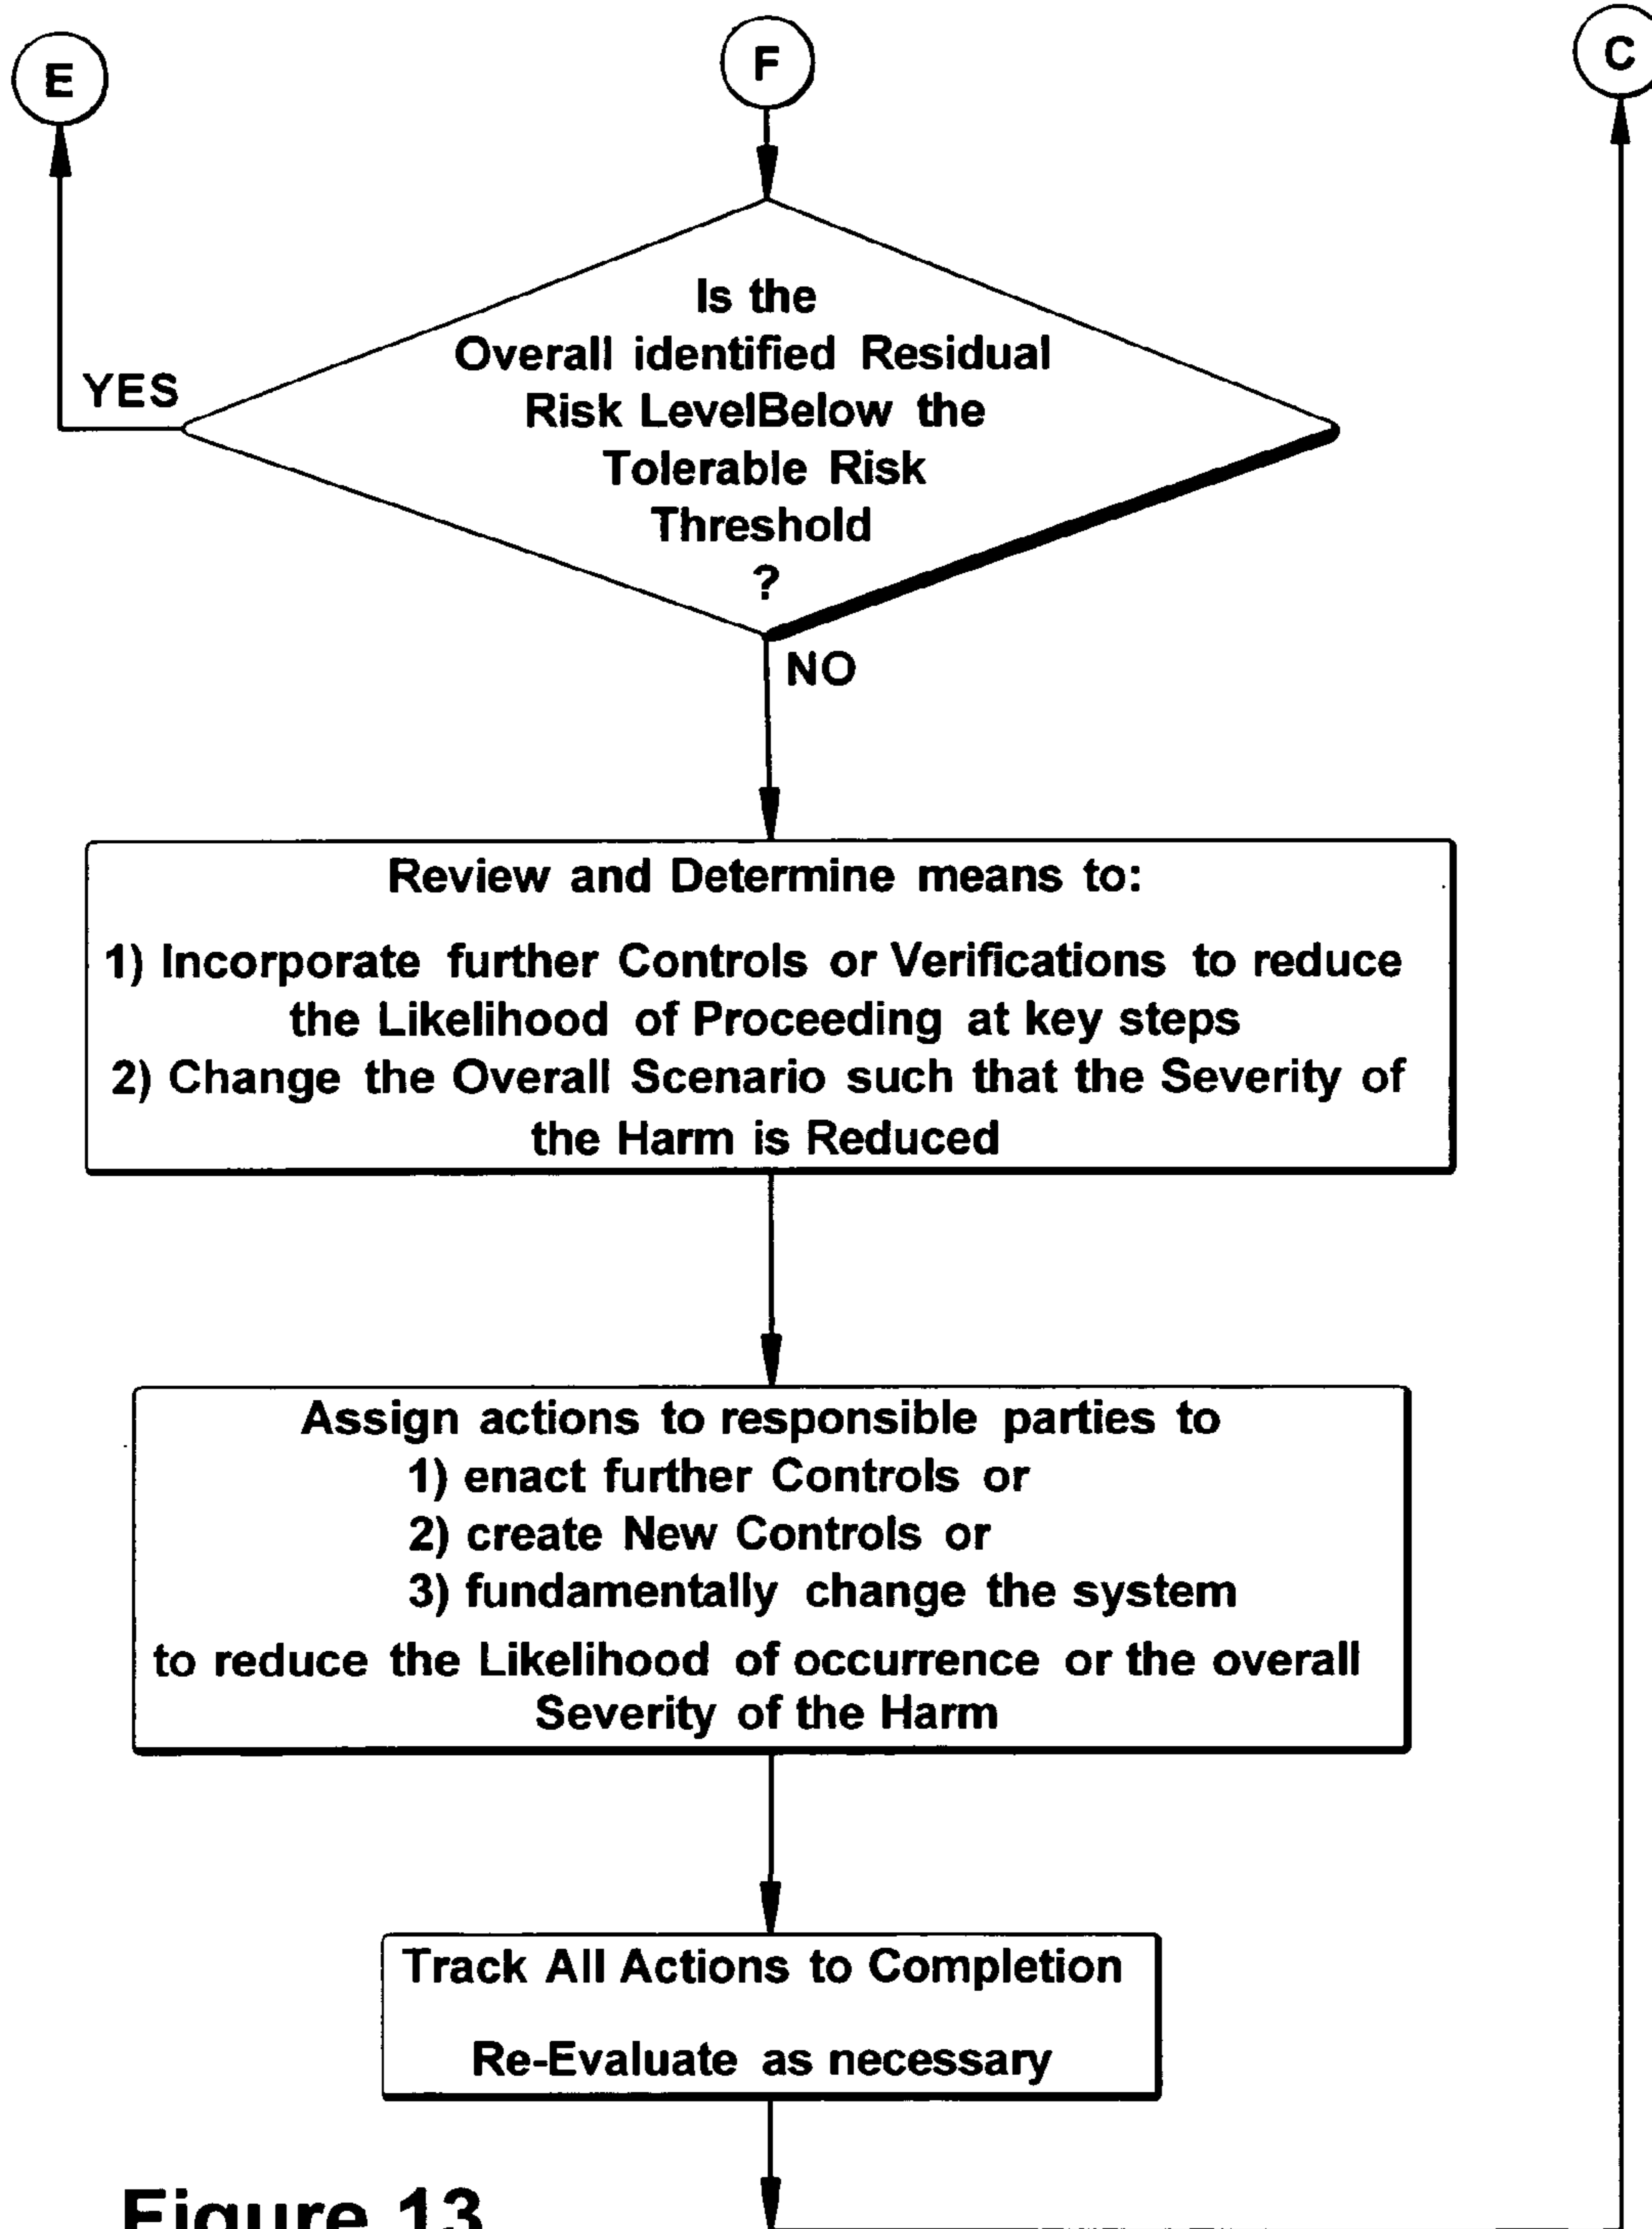 E
F
C
Is the
Overall identified Residual
Risk LevelBelow the
Tolerable Risk
Threshold
?
YES
NO
Review and Determine means to:
1) Incorporate further Controls or Verifications to reduce
the Likelihood of Proceeding at key steps
2) Change the Overall Scenario such that the Severity of
the Harm is Reduced
Assign actions to responsible parties to
1) enact further Controls or
2) create New Controls or
3) fundamentally change the system
to reduce the Likelihood of occurrence or the overall
Severity of the Harm
Track All Actions to Completion
Re-Evaluate as necessary
Figure 13